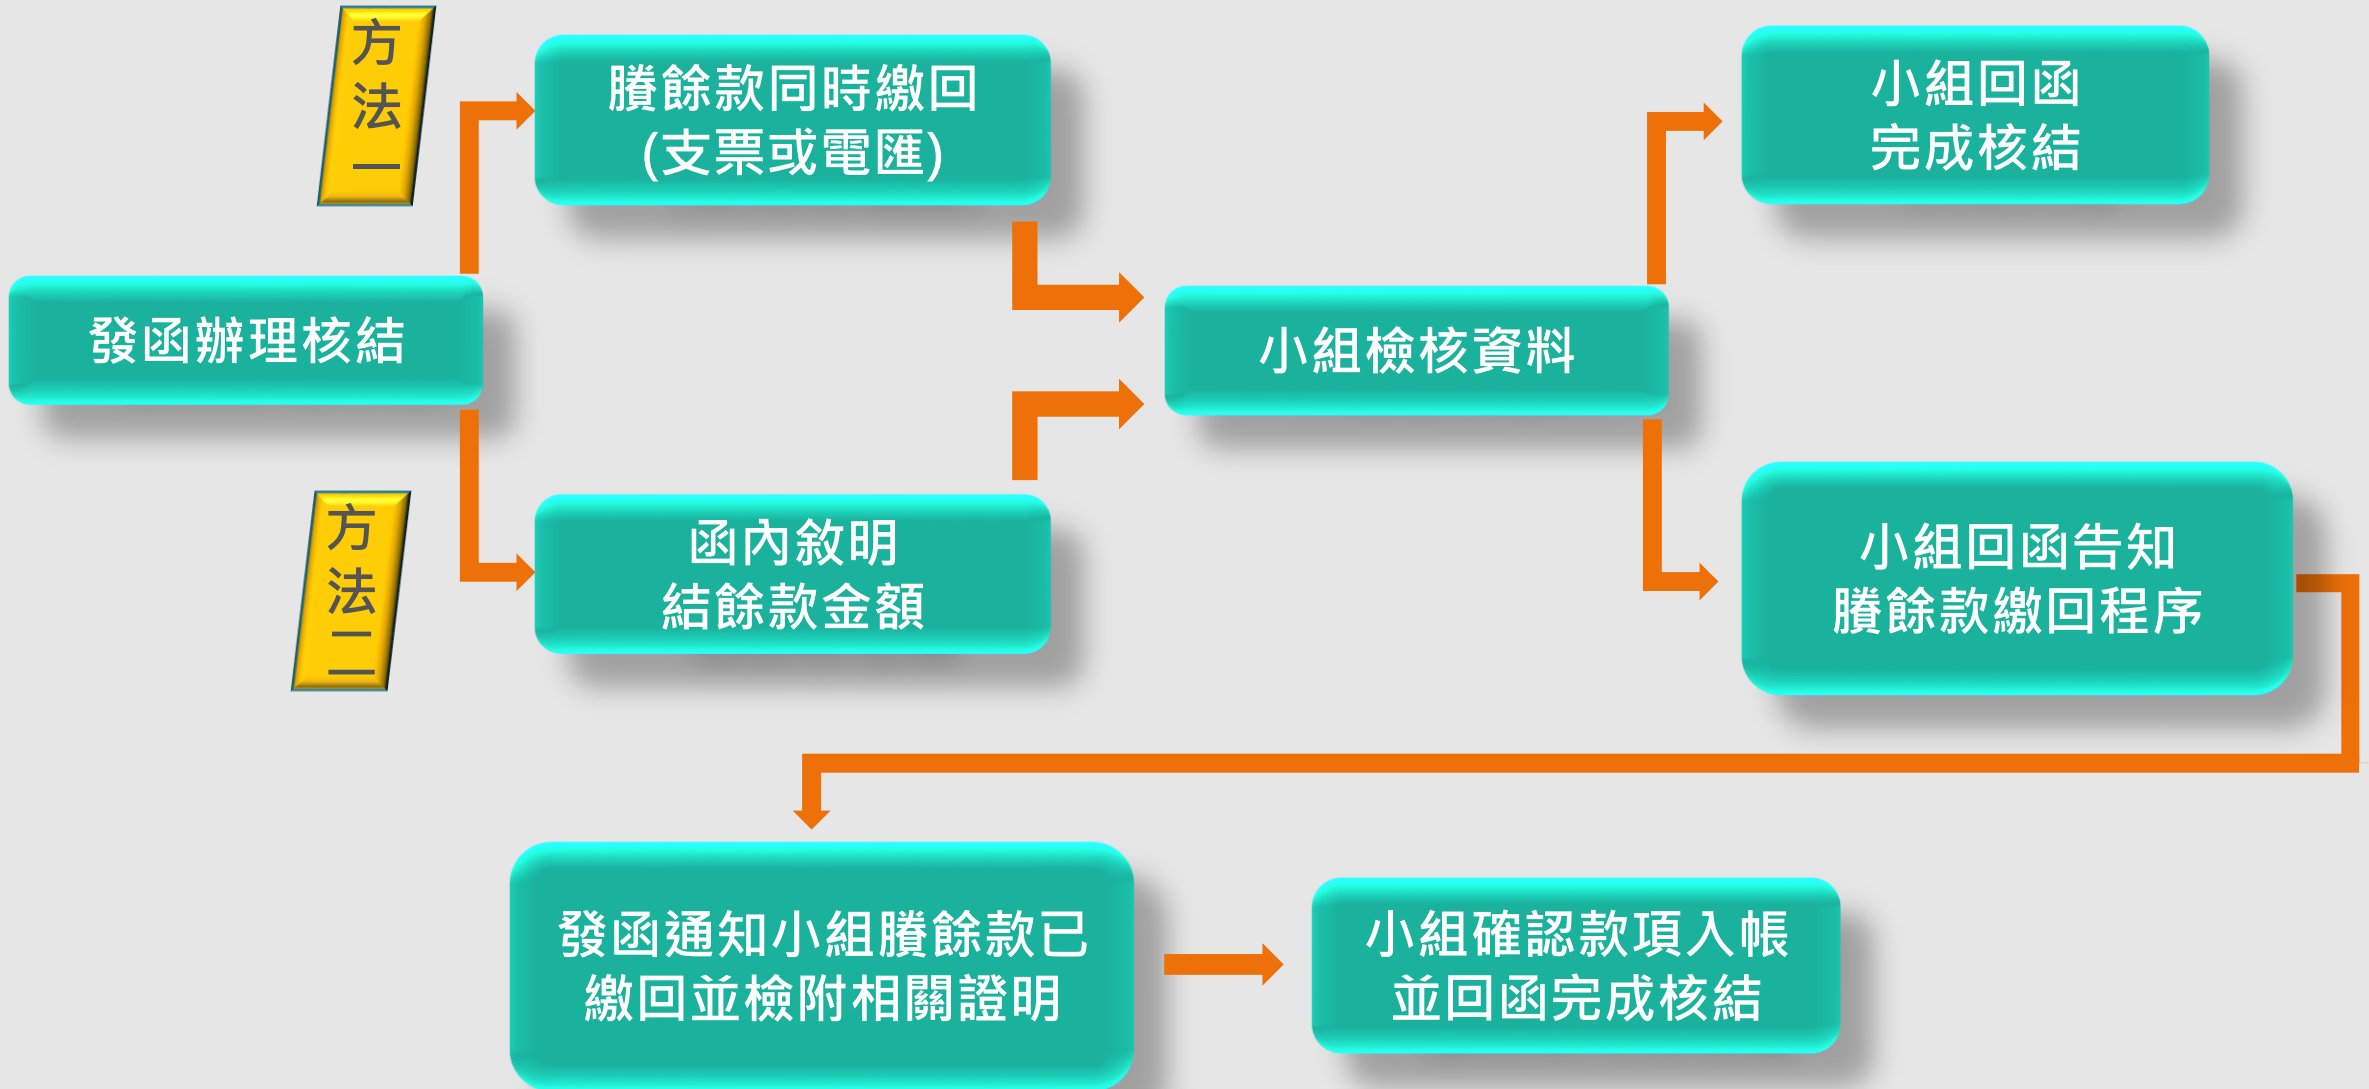 方法一
賸餘款同時繳回
(支票或電匯)
小組回函
完成核結
發函辦理核結
小組檢核資料
方法二
函內敘明
結餘款金額
小組回函告知
賸餘款繳回程序
發函通知小組賸餘款已
繳回並檢附相關證明
小組確認款項入帳
並回函完成核結